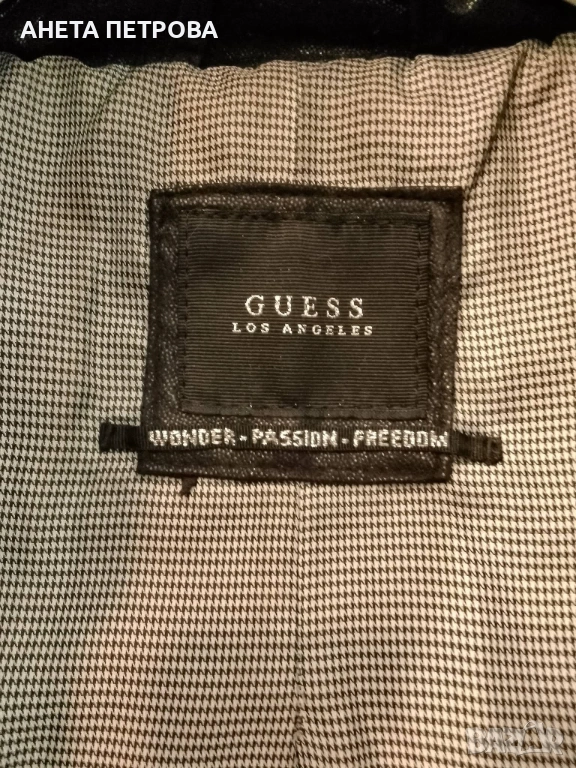 АНЕТА ПЕТРОВА
GUESS
LOS ANGELES
WONDER - PASSION - FREEDOM